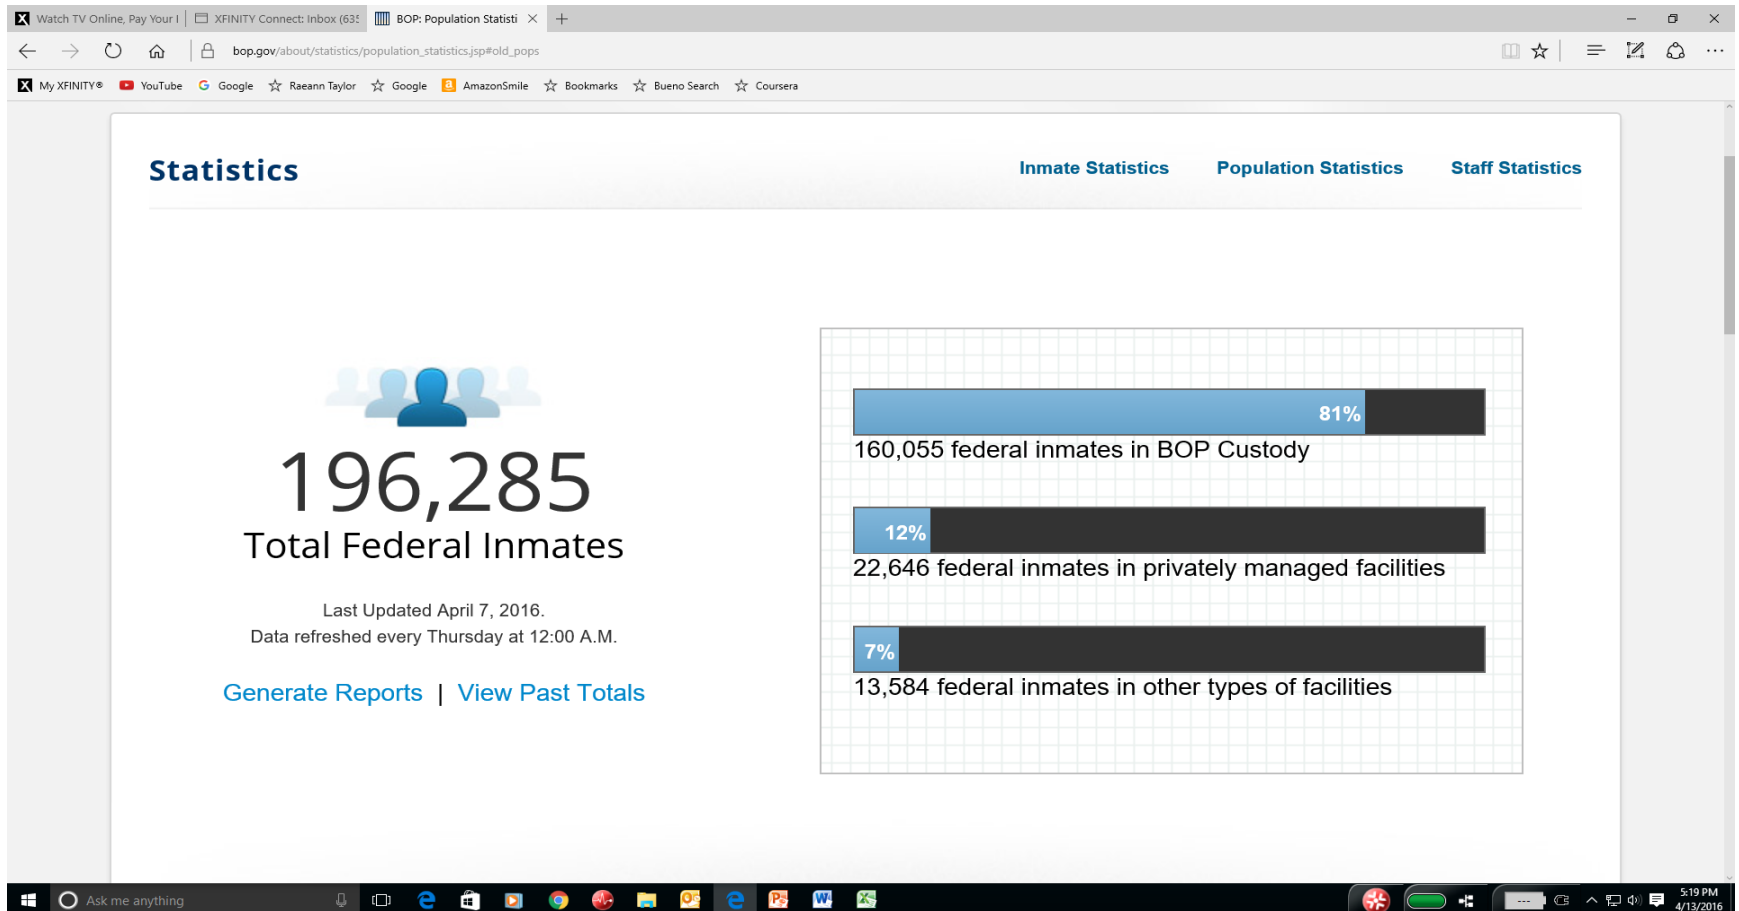 Watch TV Online, Pay Your
XFINITY Connect: Inbox (635
BOP: Population Statisti
bop.gov/about/statistics/population_statistics.jsp#old_pops
My XFINITY®
YouTube
Google
Raeann Taylor
Google
AmazonSmile
Bookmarks
Bueno Search
Coursera
Statistics
Inmate Statistics
Population Statistics
Staff Statistics
196,285
Total Federal Inmates
Last Updated April 7, 2016.
Data refreshed every Thursday at 12:00 A.M.
Generate Reports | View Past Totals
81%
160,055 federal inmates in BOP Custody
12%
22,646 federal inmates in privately managed facilities
7%
13,584 federal inmates in other types of facilities
Ask me anything
5:19 PM
4/13/2016